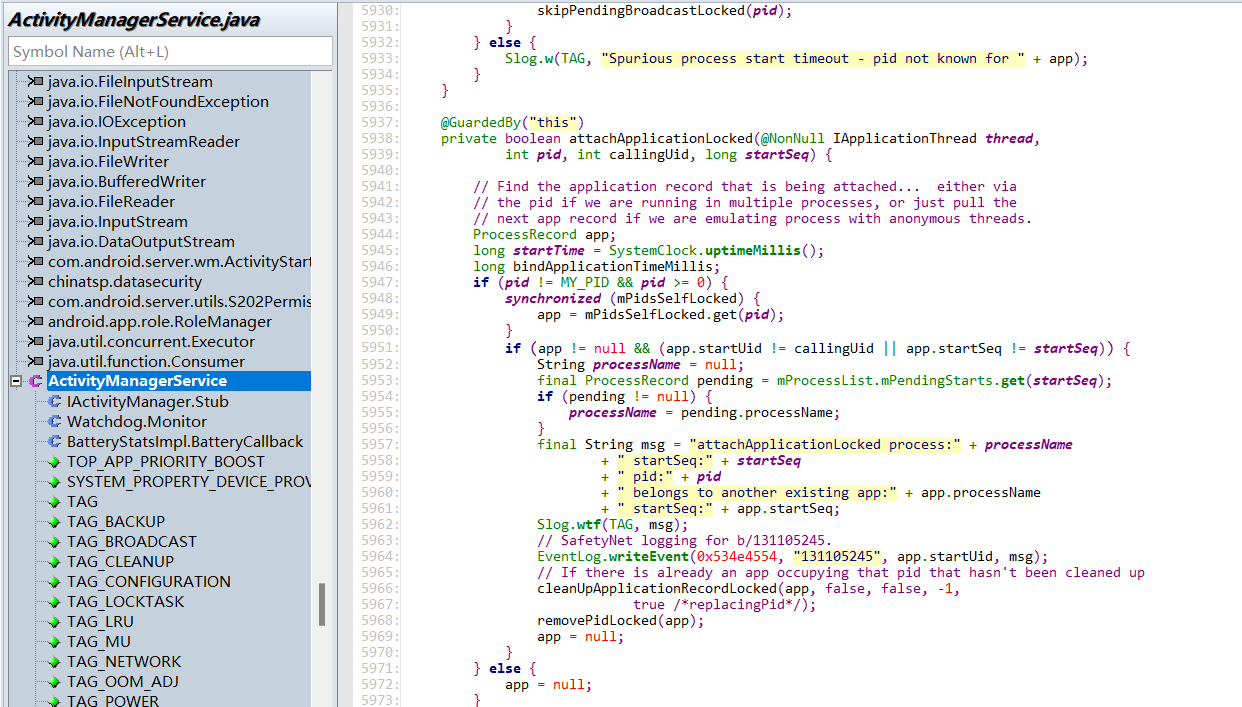 ActivityManagerService.java
Symbol Name (Alt+L)
java.io.FileInputStream
java.io.FileNotFoundException
java.io.IOException
java.io.InputStreamReader
java.io.FileWriter
java.io.BufferedWriter
java.io.FileReader
java.io.InputStream
java.io.DataOutputStream
com.android.server.wm.ActivityStart
chinatsp.datasecurity
com.android.server.utils.S202Permis
android.app.role.RoleManager
java.util.concurrent.Executor
java.util.function.Consumer
ActivityManagerService
IActivityManager.Stub
Watchdog.Monitor
BatteryStatsImpl.BatteryCallback
TOP_APP_PRIORITY_BOOST
SYSTEM_PROPERTY_DEVICE_PROV
TAG
TAG_BACKUP
TAG_BROADCAST
TAG_CLEANUP
TAG_CONFIGURATION
TAG_LOCKTASK
TAG_LRU
TAG_MU
TAG_NETWORK
TAG_OOM_ADJ
TAG_POWER
5930: skipPendingBroadcastLocked(pid);
5931: }
5932: } else {
5933: Slog.w(TAG, "Spurious process start timeout - pid not known for " + app);
5934: }
5935: }
5936:
5937: @GuardedBy("this")
5938: private boolean attachApplicationLocked(@NonNull IApplicationThread thread,
5939: int pid, int callingUid, long startSeq) {
5940:
5941: // Find the application record that is being attached... either via
5942: // the pid if we are running in multiple processes, or just pull the
5943: // next app record if we are emulating process with anonymous threads.
5944: ProcessRecord app;
5945: long startTime = SystemClock.uptimeMillis();
5946: long bindApplicationTimeMillis;
5947: if (pid != MY_PID && pid >= 0) {
5948: synchronized (mPidsSelfLocked) {
5949: app = mPidsSelfLocked.get(pid);
5950: }
5951: if (app != null && (app.startUid != callingUid || app.startSeq != startSeq)) {
5952: String processName = null;
5953: final ProcessRecord pending = mProcessList.mPendingStarts.get(startSeq);
5954: if (pending != null) {
5955: processName = pending.processName;
5956: }
5957: final String msg = "attachApplicationLocked process:" + processName
5958: + " startSeq:" + startSeq
5959: + " pid:" + pid
5960: + " belongs to another existing app:" + app.processName
5961: + " startSeq:" + app.startSeq;
5962: Slog.wtf(TAG, msg);
5963: // SafetyNet logging for b/131105245.
5964: EventLog.writeEvent(0x534e4554, "131105245", app.startUid, msg);
5965: // If there is already an app occupying that pid that hasn't been cleaned up
5966: cleanUpApplicationRecordLocked(app, false, false, -1,
5967: true /*replacingPid*/);
5968: removePidLocked(app);
5969: app = null;
5970: }
5971: } else {
5972: app = null;
5973: }